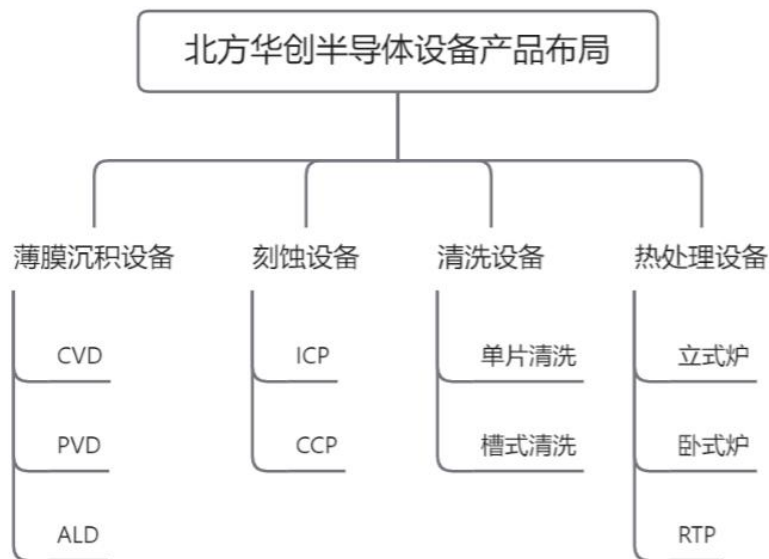 北方华创半导体设备产品布局
薄膜沉积设备
CVD
PVD
ALD
刻蚀设备
ICP
CCP
清洗设备
单片清洗
槽式清洗
热处理设备
立式炉
卧式炉
RTP